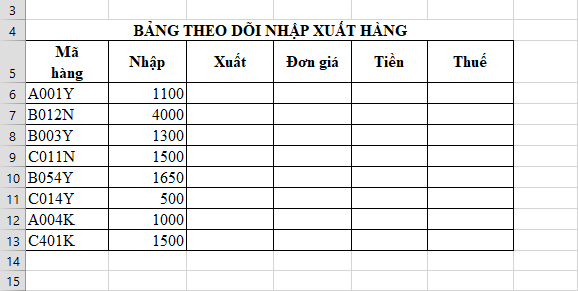 3
4 BẢNG THEO DÕI NHẬP XUẤT HÀNG
5 Mã hàng Nhập Xuất Đơn giá Tiền Thuế
6 A001Y 1100
7 B012N 4000
8 B003Y 1300
9 C011N 1500
10 B054Y 1650
11 C014Y 500
12 A004K 1000
13 C401K 1500
14
15